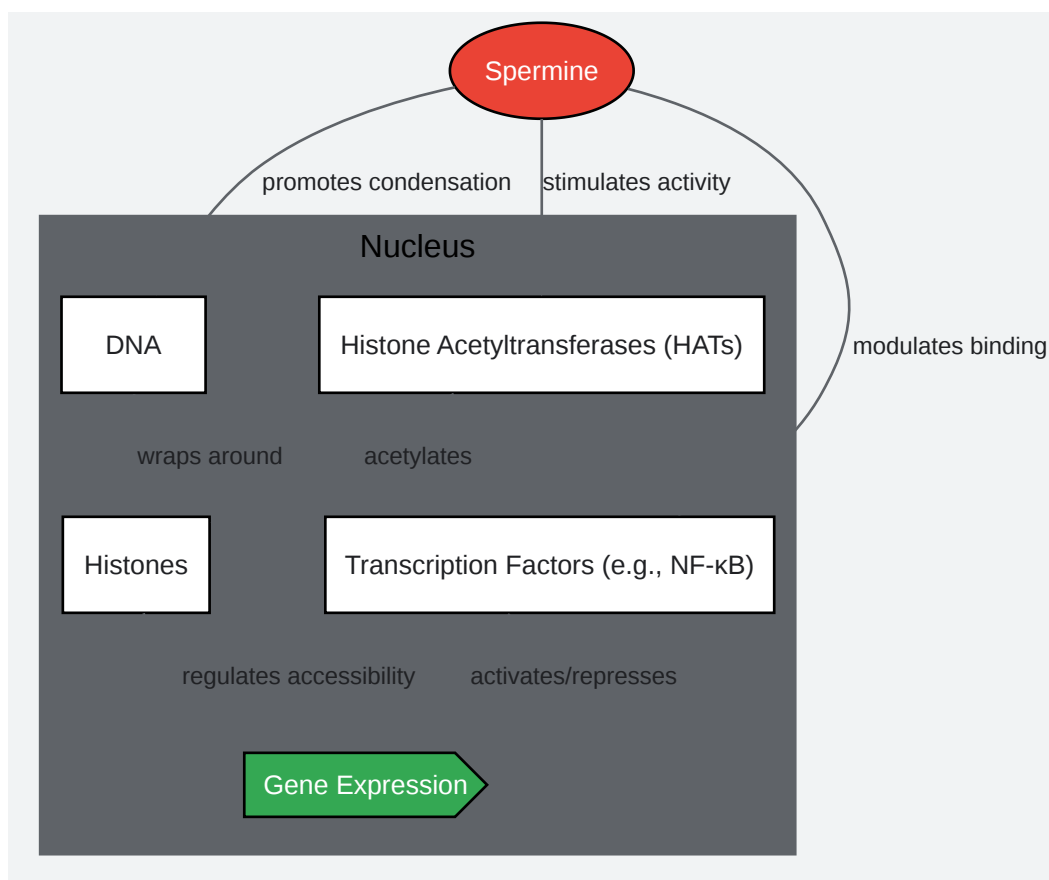 Spermine
promotes condensation
stimulates activity
Nucleus
DNA
Histone Acetyltransferases (HATs)
modulates binding
wraps around
acetylates
Histones
Transcription Factors (e.g., NF-κB)
regulates accessibility
activates/represses
Gene Expression